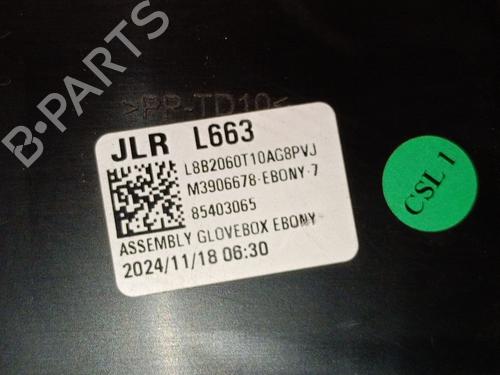 >PP-TD10<
JLR L663
L8B2060T10AG8PVJ
M3906678-EBONY-7
85403065
ASSEMBLY GLOVEBOX EBONY
2024/11/18 06:30
CSL 1
B-PARTS